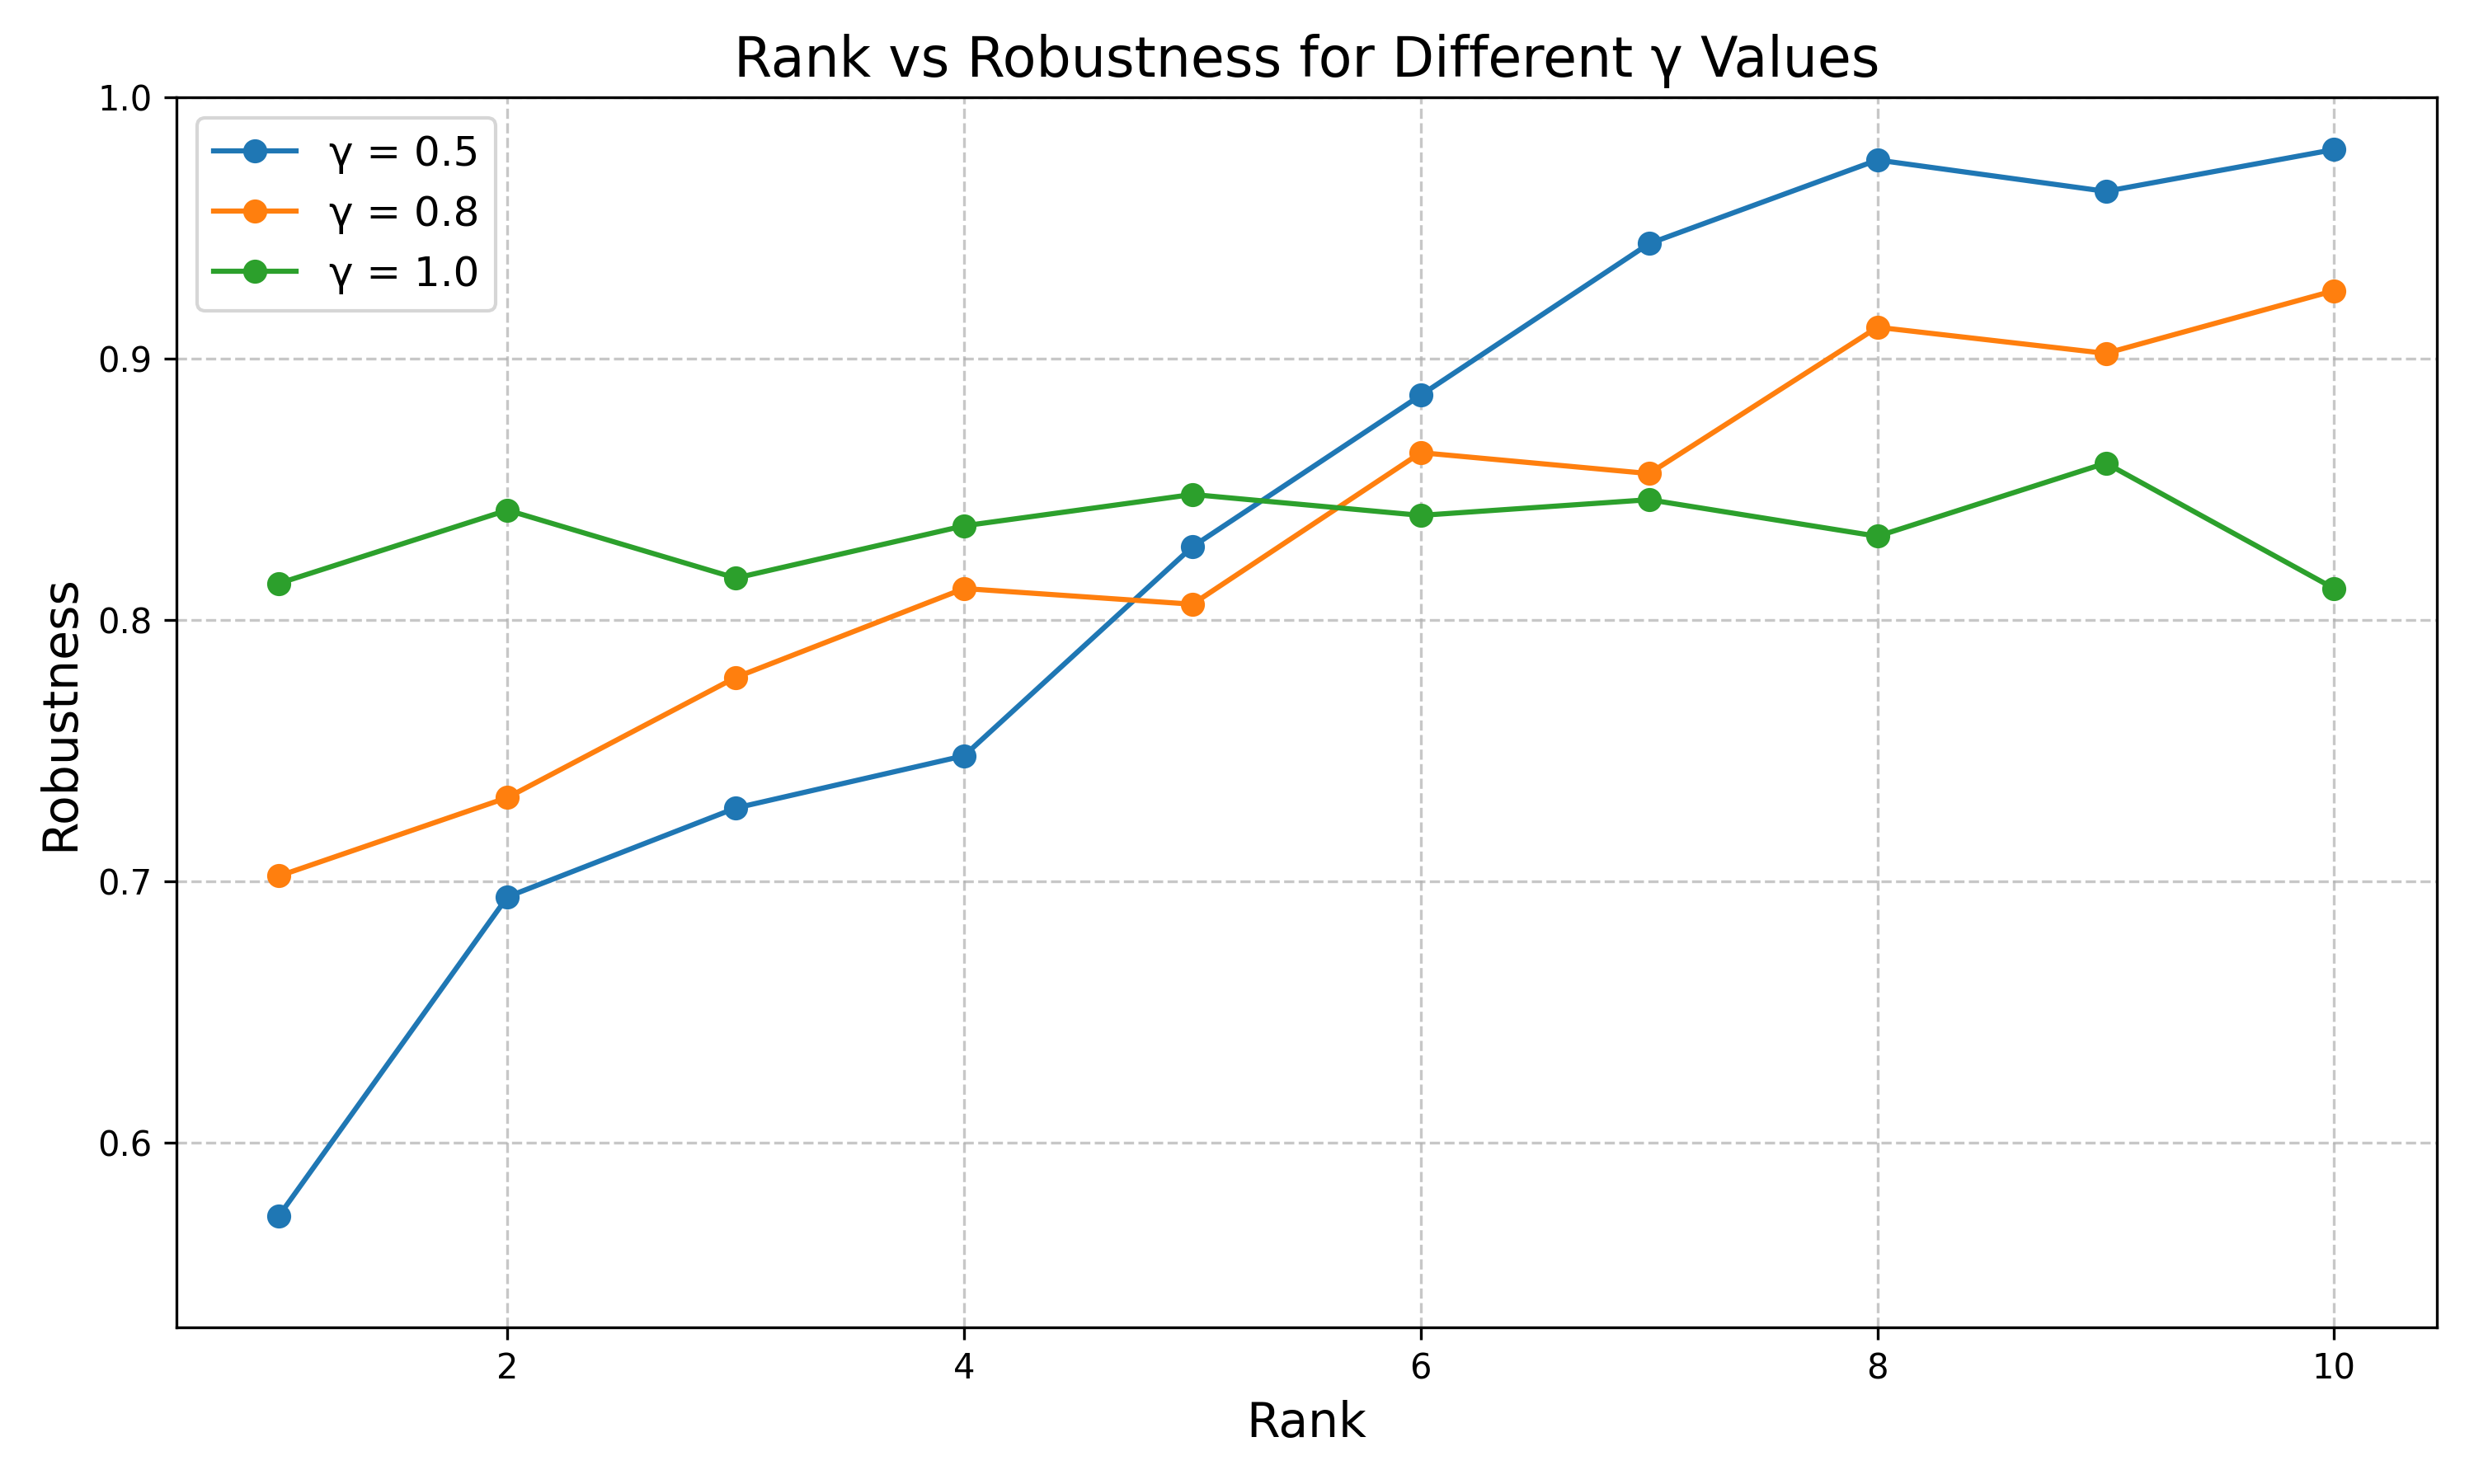 Rank vs Robustness for Different γ Values
γ = 0.5
γ = 0.8
γ = 1.0
Robustness
1.0
0.9
0.8
0.7
0.6
2 4 6 8 10
Rank